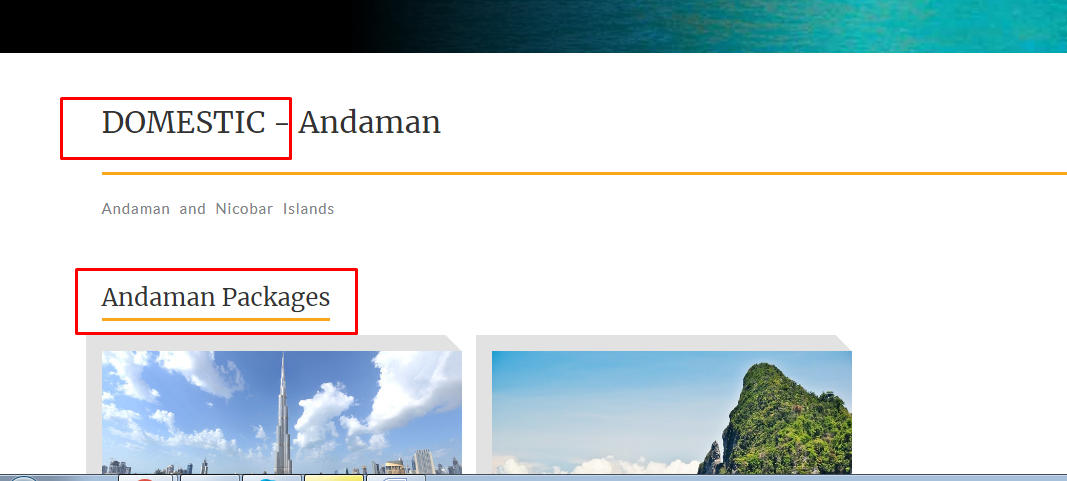 DOMESTIC - Andaman
Andaman and Nicobar Islands
Andaman Packages